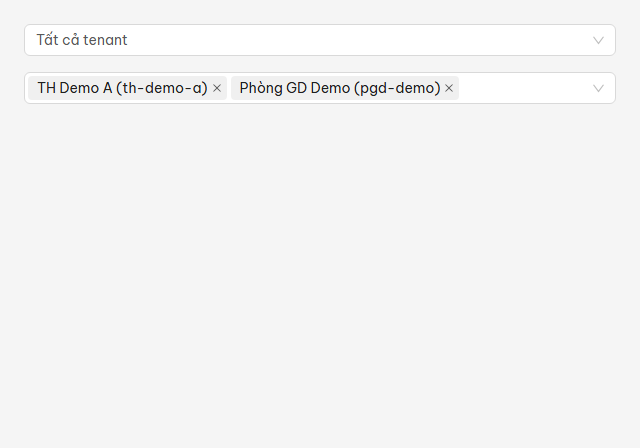 Tất cả tenant
TH Demo A (th-demo-a) Phòng GD Demo (pgd-demo)